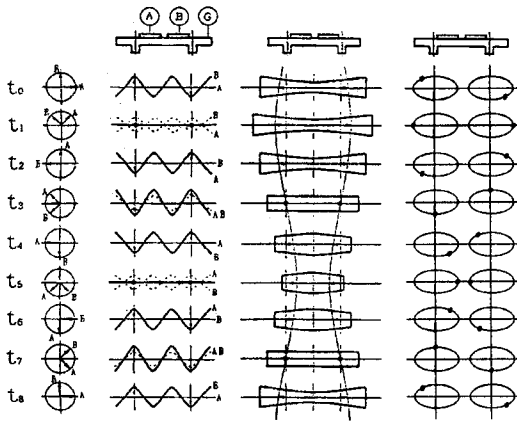 A B G
t₀ B A B A
t₁ B A B A
t₂ A B B A
t₃ A B A B
t₄ A B A B
t₅ A B A B
t₆ B A A B
t₇ B A A B
t₈ B A B A